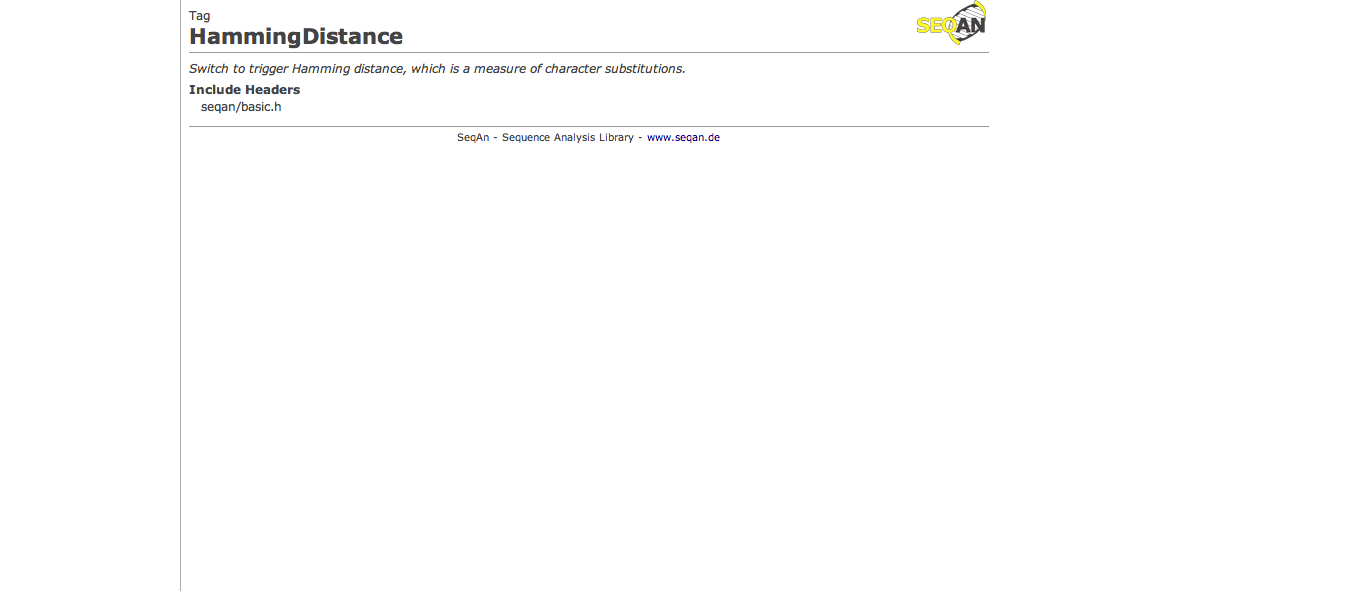 Tag
HammingDistance
SEQAN
Switch to trigger Hamming distance, which is a measure of character substitutions.
Include Headers
seqan/basic.h
SeqAn - Sequence Analysis Library - www.seqan.de